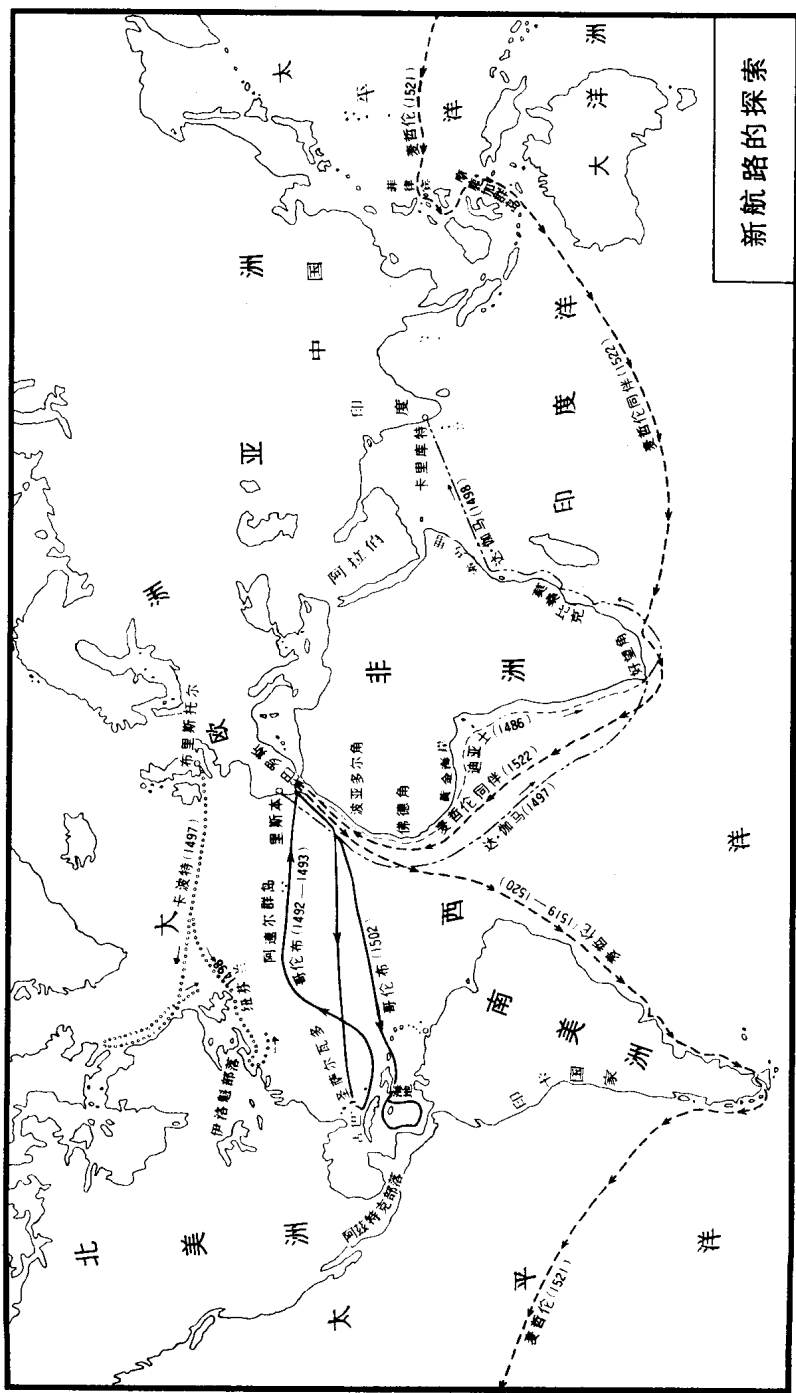 新航路的探索
北美洲
大西洋
欧洲
亚洲
非洲
南美洲
太平洋
太平洋
印度洋
大洋洲
中国
印度
阿拉伯
菲律宾
伊洛魁部落
阿兹特克部落
印卡国家
纽芬兰
圣萨尔瓦多
古巴
海地
阿速尔群岛
布里斯托尔
里斯本
巴罗斯
波亚多尔角
佛德角
黄金海岸
好望角
莫桑比克
卡里库特
卡波特(1497)
1498
哥伦布(1492—1493)
哥伦布(1502)
迪亚士(1486)
达·伽马(1497)
达·伽马(1498)
麦哲伦(1519—1520)
麦哲伦(1521)
麦哲伦(1521)
麦哲伦同伴(1522)
麦哲伦同伴(1522)